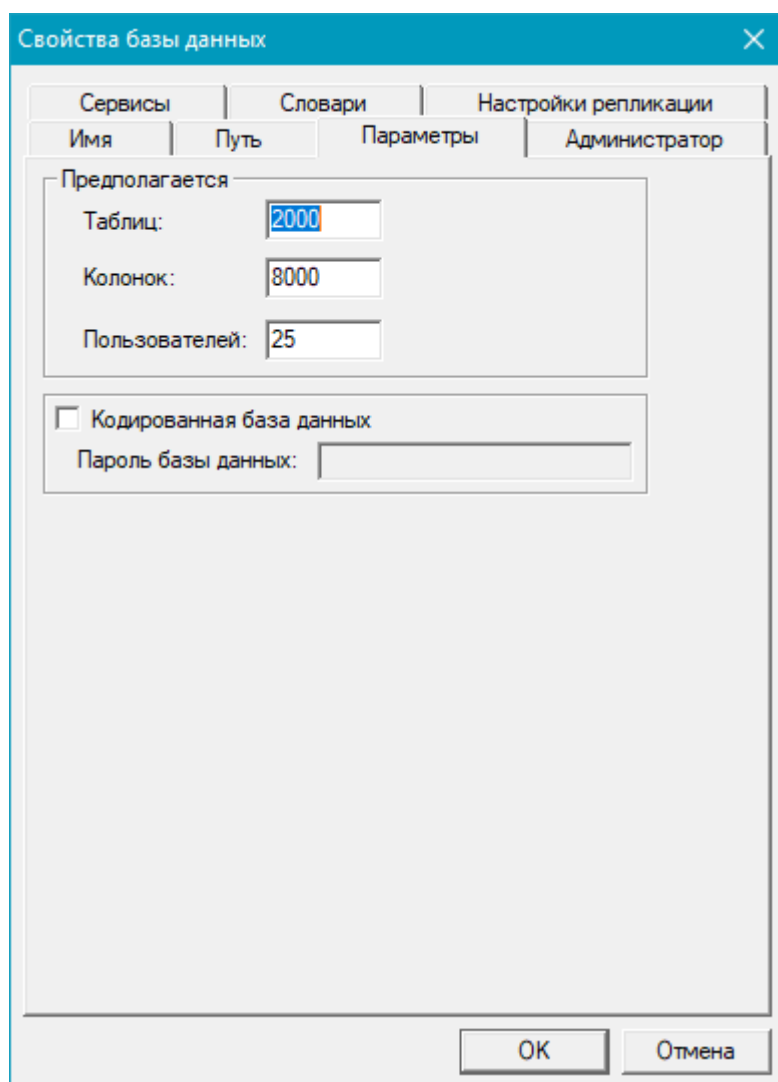 Свойства базы данных
Сервисы Словари Настройки репликации
Имя Путь Параметры Администратор
Предполагается
Таблиц: 2000
Колонок: 8000
Пользователей: 25
Кодированная база данных
Пароль базы данных:
OK Отмена